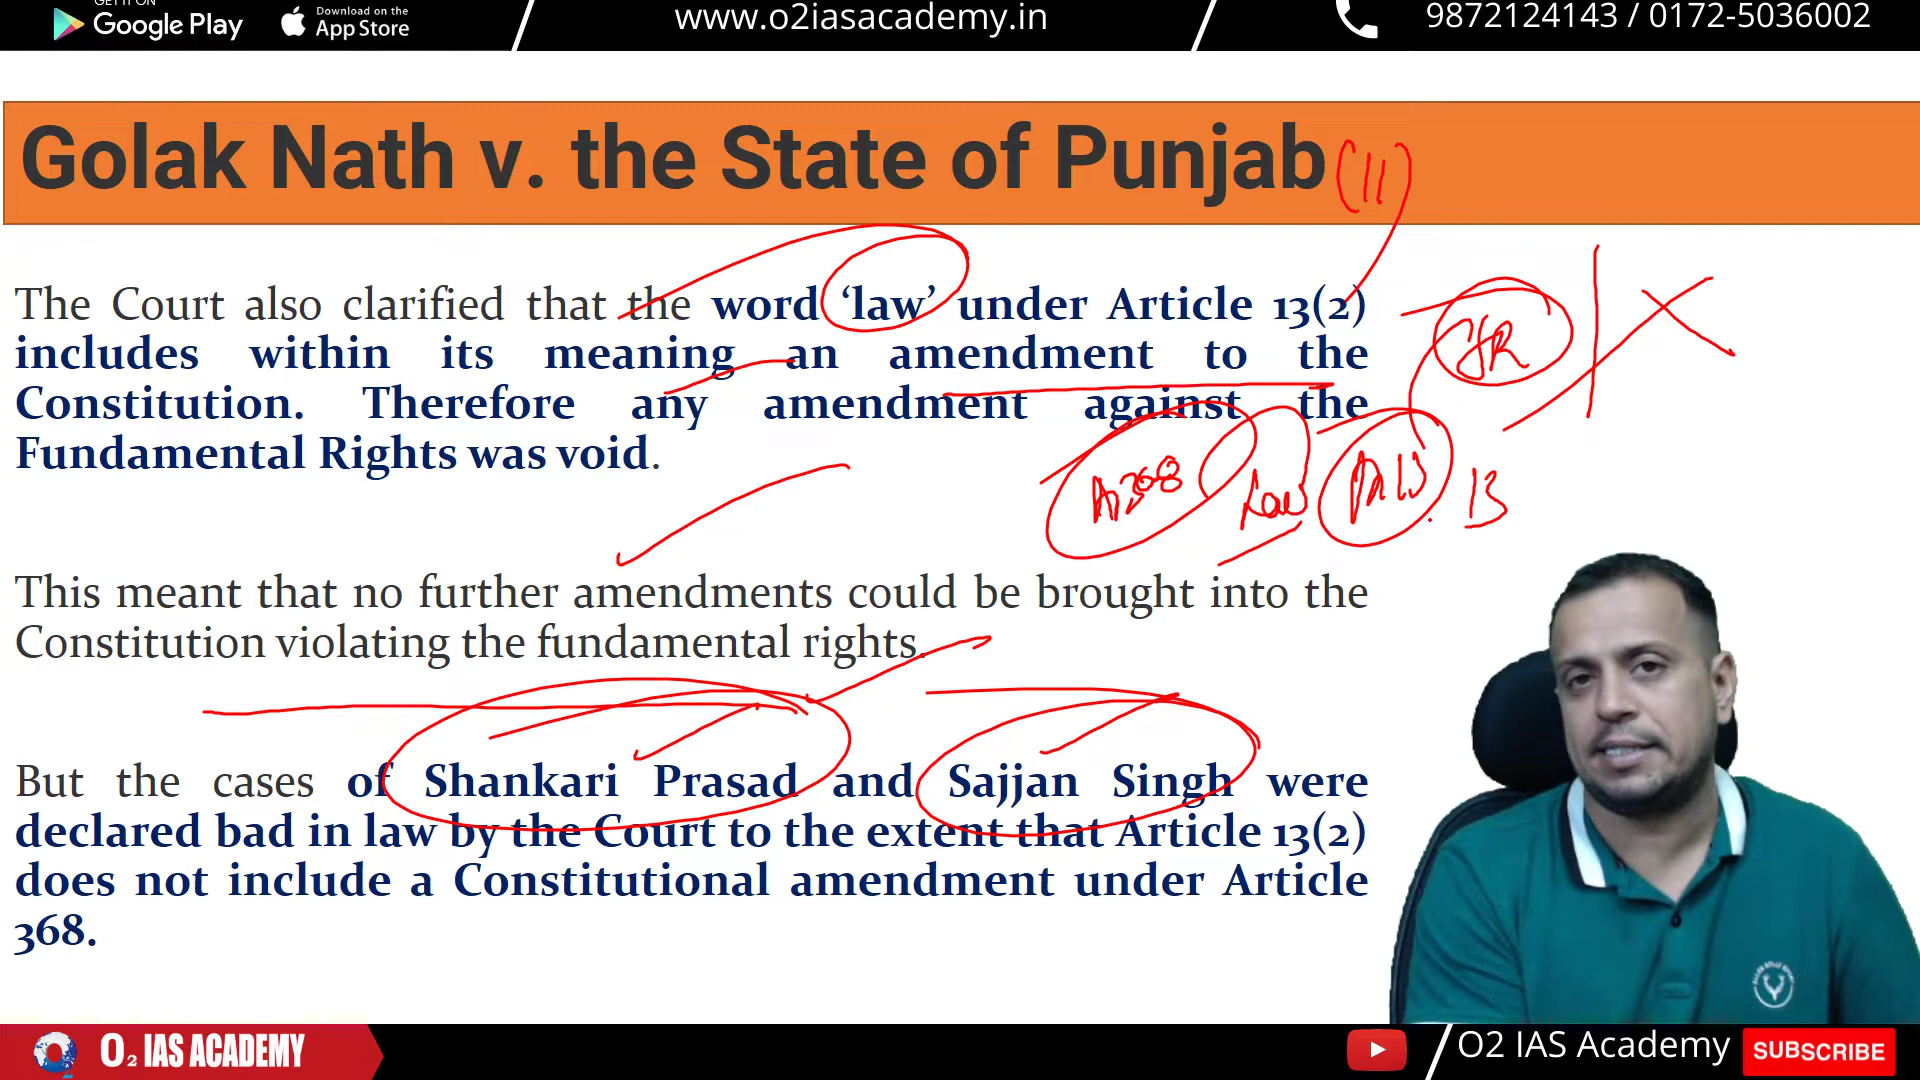 GET IT ON
Google Play
Download on the
App Store
www.o2iasacademy.in
9872124143 / 0172-5036002
Golak Nath v. the State of Punjab (11)
The Court also clarified that the word ‘law’ under Article 13(2)
includes within its meaning an amendment to the
Constitution. Therefore any amendment against the
Fundamental Rights was void.
FR
Ar 368
Law
Ar 13
13
This meant that no further amendments could be brought into the
Constitution violating the fundamental rights.
But the cases of Shankari Prasad and Sajjan Singh were
declared bad in law by the Court to the extent that Article 13(2)
does not include a Constitutional amendment under Article
368.
O2 IAS ACADEMY
O2 IAS Academy
SUBSCRIBE